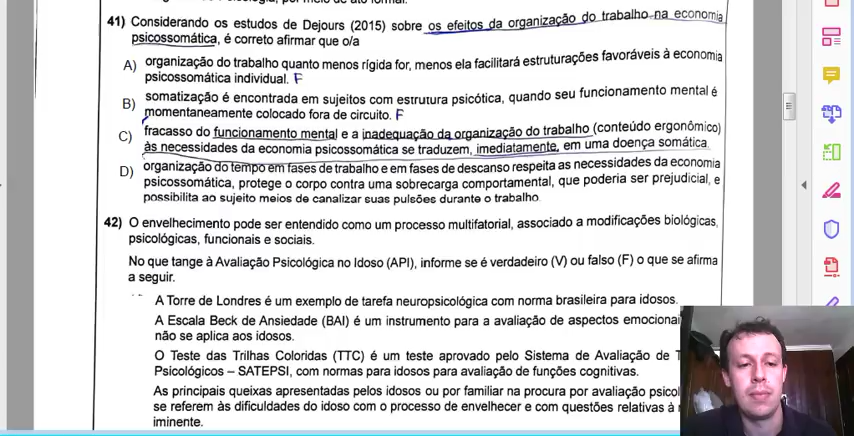 41) Considerando os estudos de Dejours (2015) sobre os efeitos da organização do trabalho na economia
psicossomática, é correto afirmar que o/a
A) organização do trabalho quanto menos rígida for, menos ela facilitará estruturações favoráveis à economia
psicossomática individual. F
B) somatização é encontrada em sujeitos com estrutura psicótica, quando seu funcionamento mental é
momentaneamente colocado fora de circuito. F
C) fracasso do funcionamento mental e a inadequação da organização do trabalho (conteúdo ergonômico)
às necessidades da economia psicossomática se traduzem, imediatamente, em uma doença somática.
D) organização do tempo em fases de trabalho e em fases de descanso respeita as necessidades da economia
psicossomática, protege o corpo contra uma sobrecarga comportamental, que poderia ser prejudicial, e
possibilita ao sujeito meios de canalizar suas pulsões durante o trabalho.
42) O envelhecimento pode ser entendido como um processo multifatorial, associado a modificações biológicas,
psicológicas, funcionais e sociais.
No que tange à Avaliação Psicológica no Idoso (API), informe se é verdadeiro (V) ou falso (F) o que se afirma
a seguir.
A Torre de Londres é um exemplo de tarefa neuropsicológica com norma brasileira para idosos.
A Escala Beck de Ansiedade (BAI) é um instrumento para a avaliação de aspectos emocionai
não se aplica aos idosos.
O Teste das Trilhas Coloridas (TTC) é um teste aprovado pelo Sistema de Avaliação de T
Psicológicos – SATEPSI, com normas para idosos para avaliação de funções cognitivas.
As principais queixas apresentadas pelos idosos ou por familiar na procura por avaliação psicol
se referem às dificuldades do idoso com o processo de envelhecer e com questões relativas à
iminente.